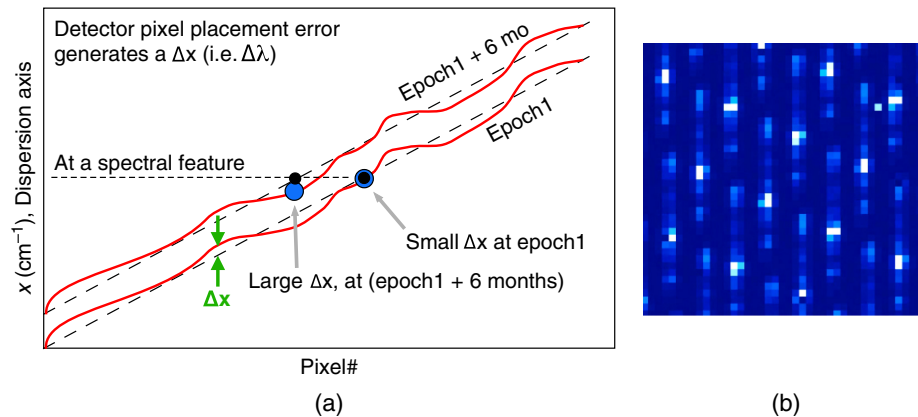 Detector pixel placement error
generates a Δx (i.e. Δλ)
Epoch1 + 6 mo
Epoch1
At a spectral feature
Small Δx at epoch1
Large Δx, at (epoch1 + 6 months)
Δx
x (cm⁻¹), Dispersion axis
Pixel#
(a)
(b)